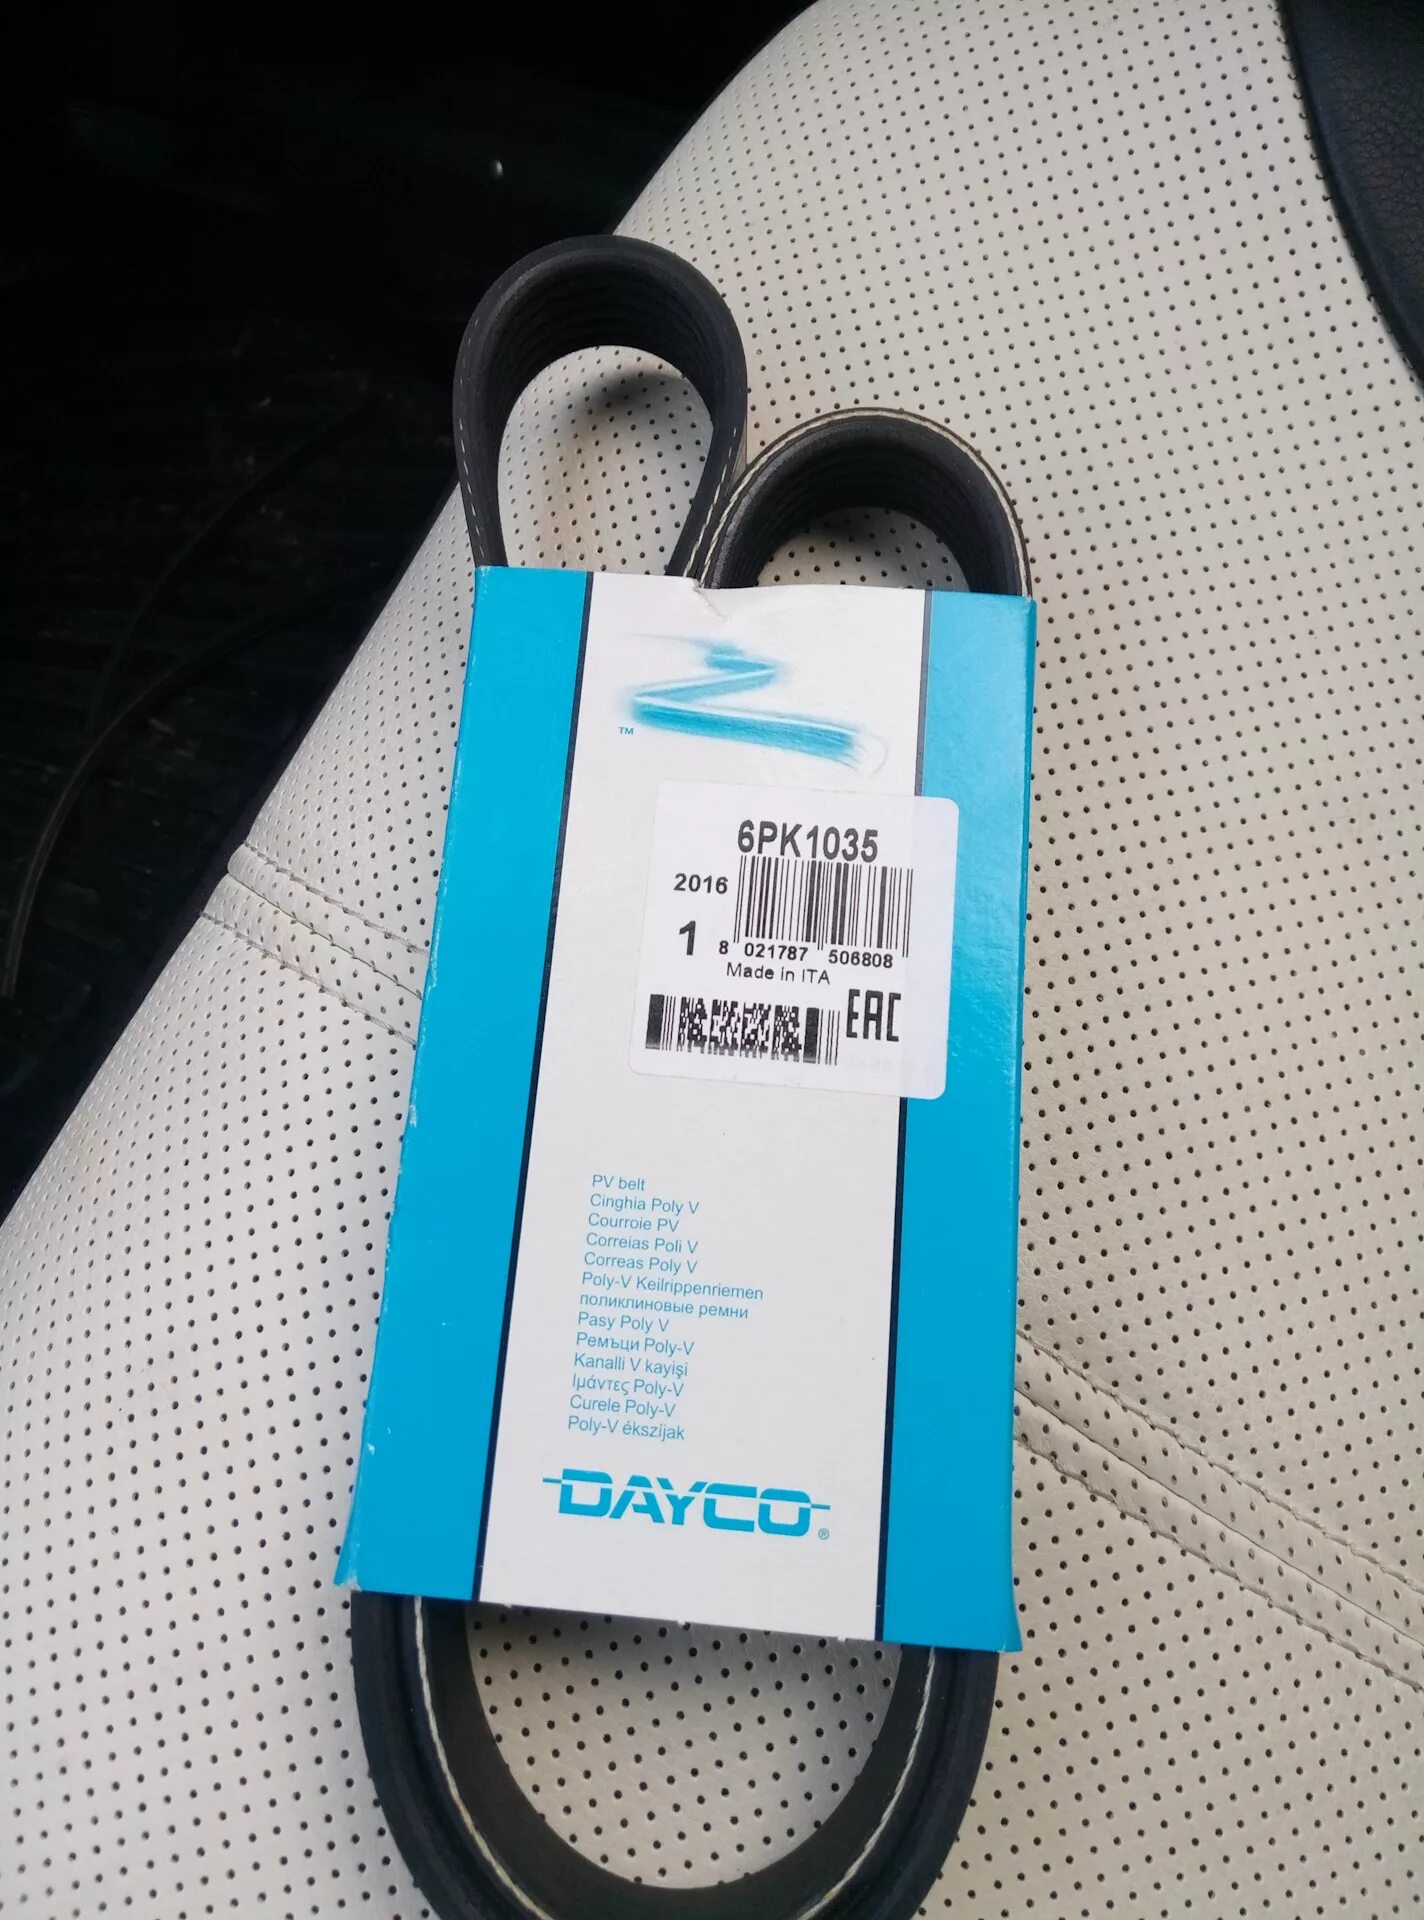 ™
6PK1035
2016
1
8 021787 506808
Made in ITA
EAC
PV belt
Cinghia Poly V
Courroie PV
Correias Poli V
Correas Poly V
Poly-V Keilrippenriemen
поликлиновые ремни
Pasy Poly V
Ремъци Poly-V
Kanalli V kayişi
Ιμάντες Poly-V
Curele Poly-V
Poly-V ékszíjak
DAYCO®